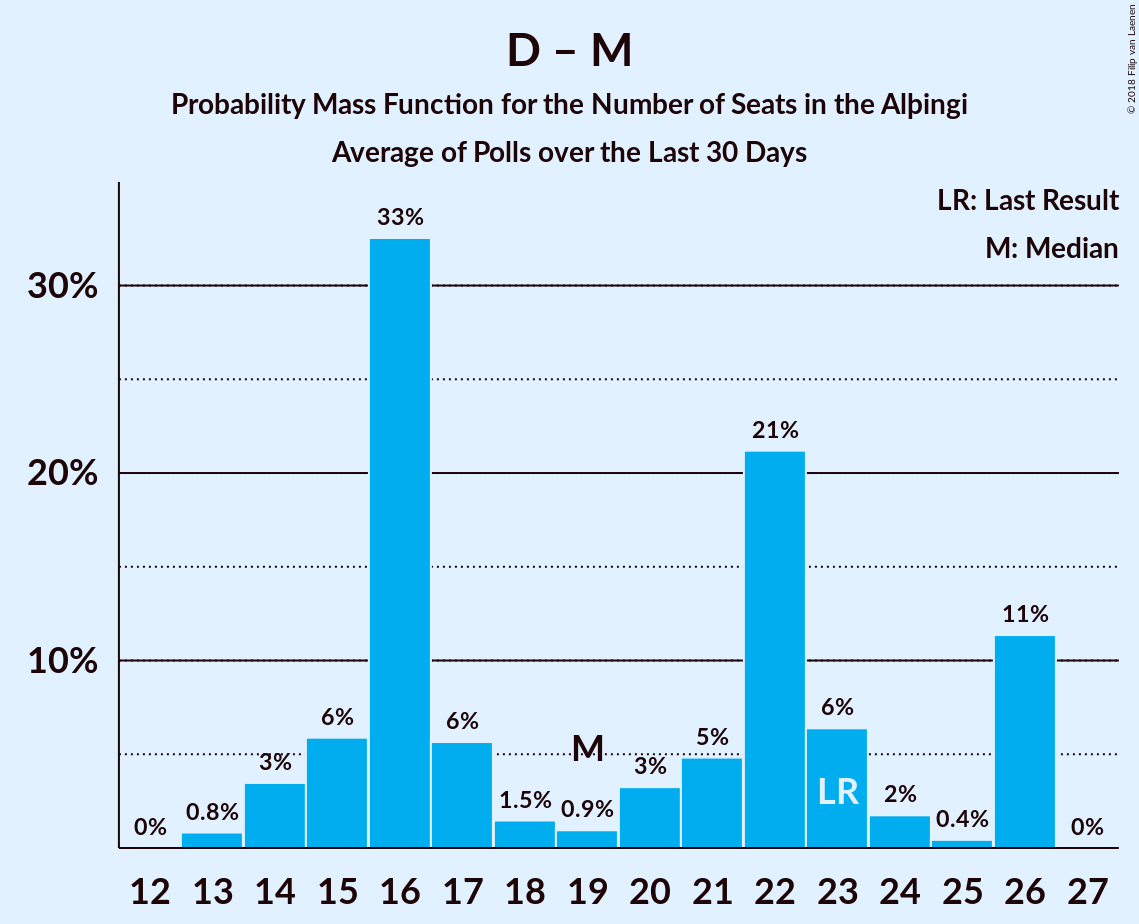 D – M
Probability Mass Function for the Number of Seats in the Alþingi
Average of Polls over the Last 30 Days
© 2018 Filip van Laenen
LR: Last Result
M: Median
33%
30%
21%
20%
11%
10%
6%
6%
6%
5%
M
3%
3%
LR
2%
1.5%
0.9%
0.8%
0.4%
0%
0%
12 13 14 15 16 17 18 19 20 21 22 23 24 25 26 27